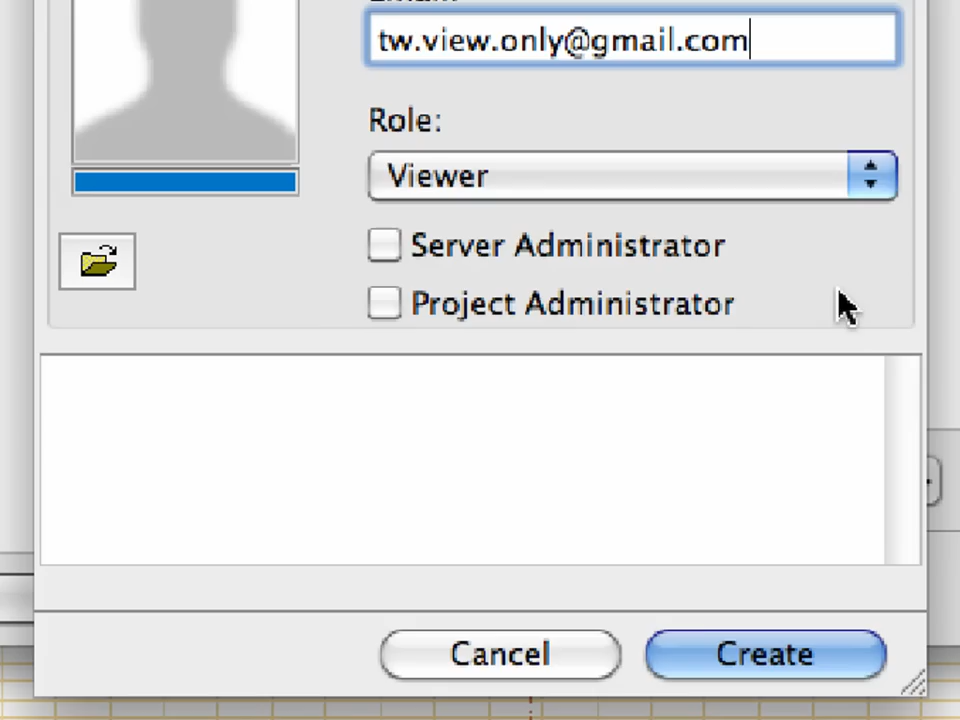 tw.view.only@gmail.com
Role:
Viewer
Server Administrator
Project Administrator
Cancel
Create